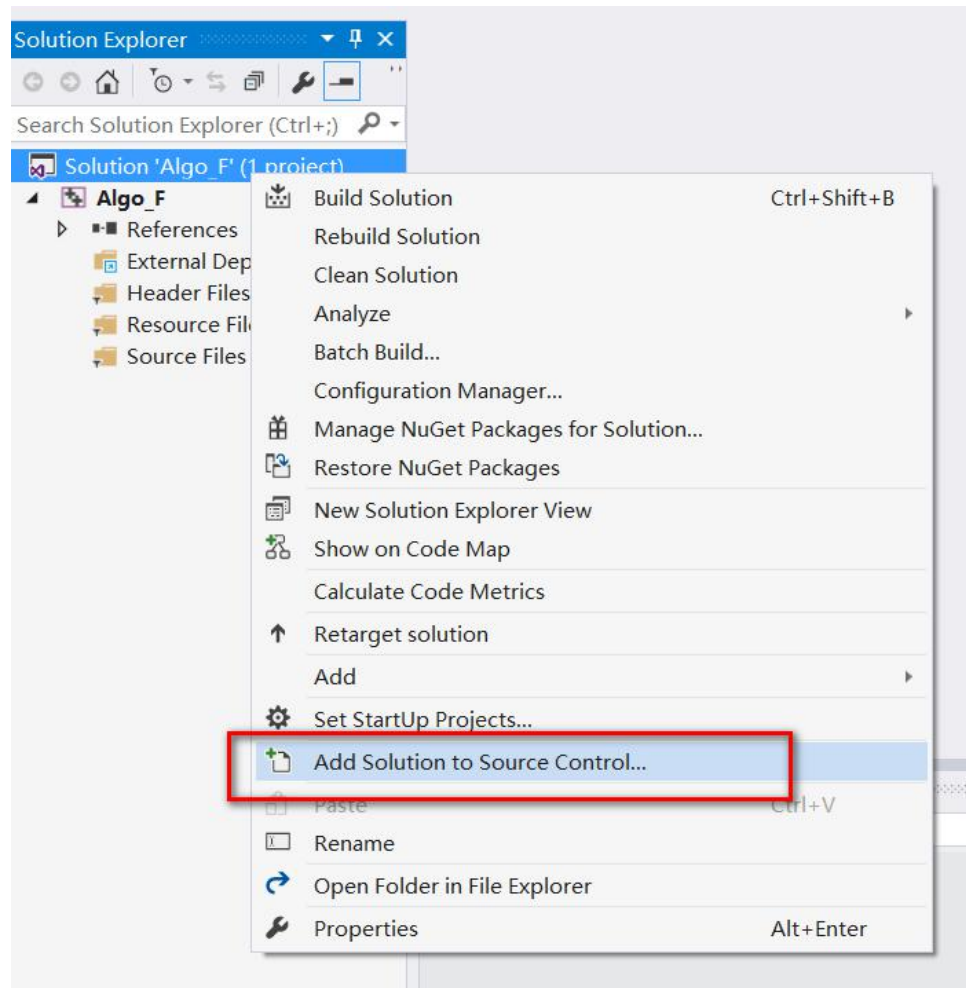 Solution Explorer
Search Solution Explorer (Ctrl+;)
Solution 'Algo_F' (1 project)
Algo_F
References
External Dep
Header Files
Resource Fil
Source Files
Build Solution Ctrl+Shift+B
Rebuild Solution
Clean Solution
Analyze
Batch Build...
Configuration Manager...
Manage NuGet Packages for Solution...
Restore NuGet Packages
New Solution Explorer View
Show on Code Map
Calculate Code Metrics
Retarget solution
Add
Set StartUp Projects...
Add Solution to Source Control...
Paste Ctrl+V
Rename
Open Folder in File Explorer
Properties Alt+Enter